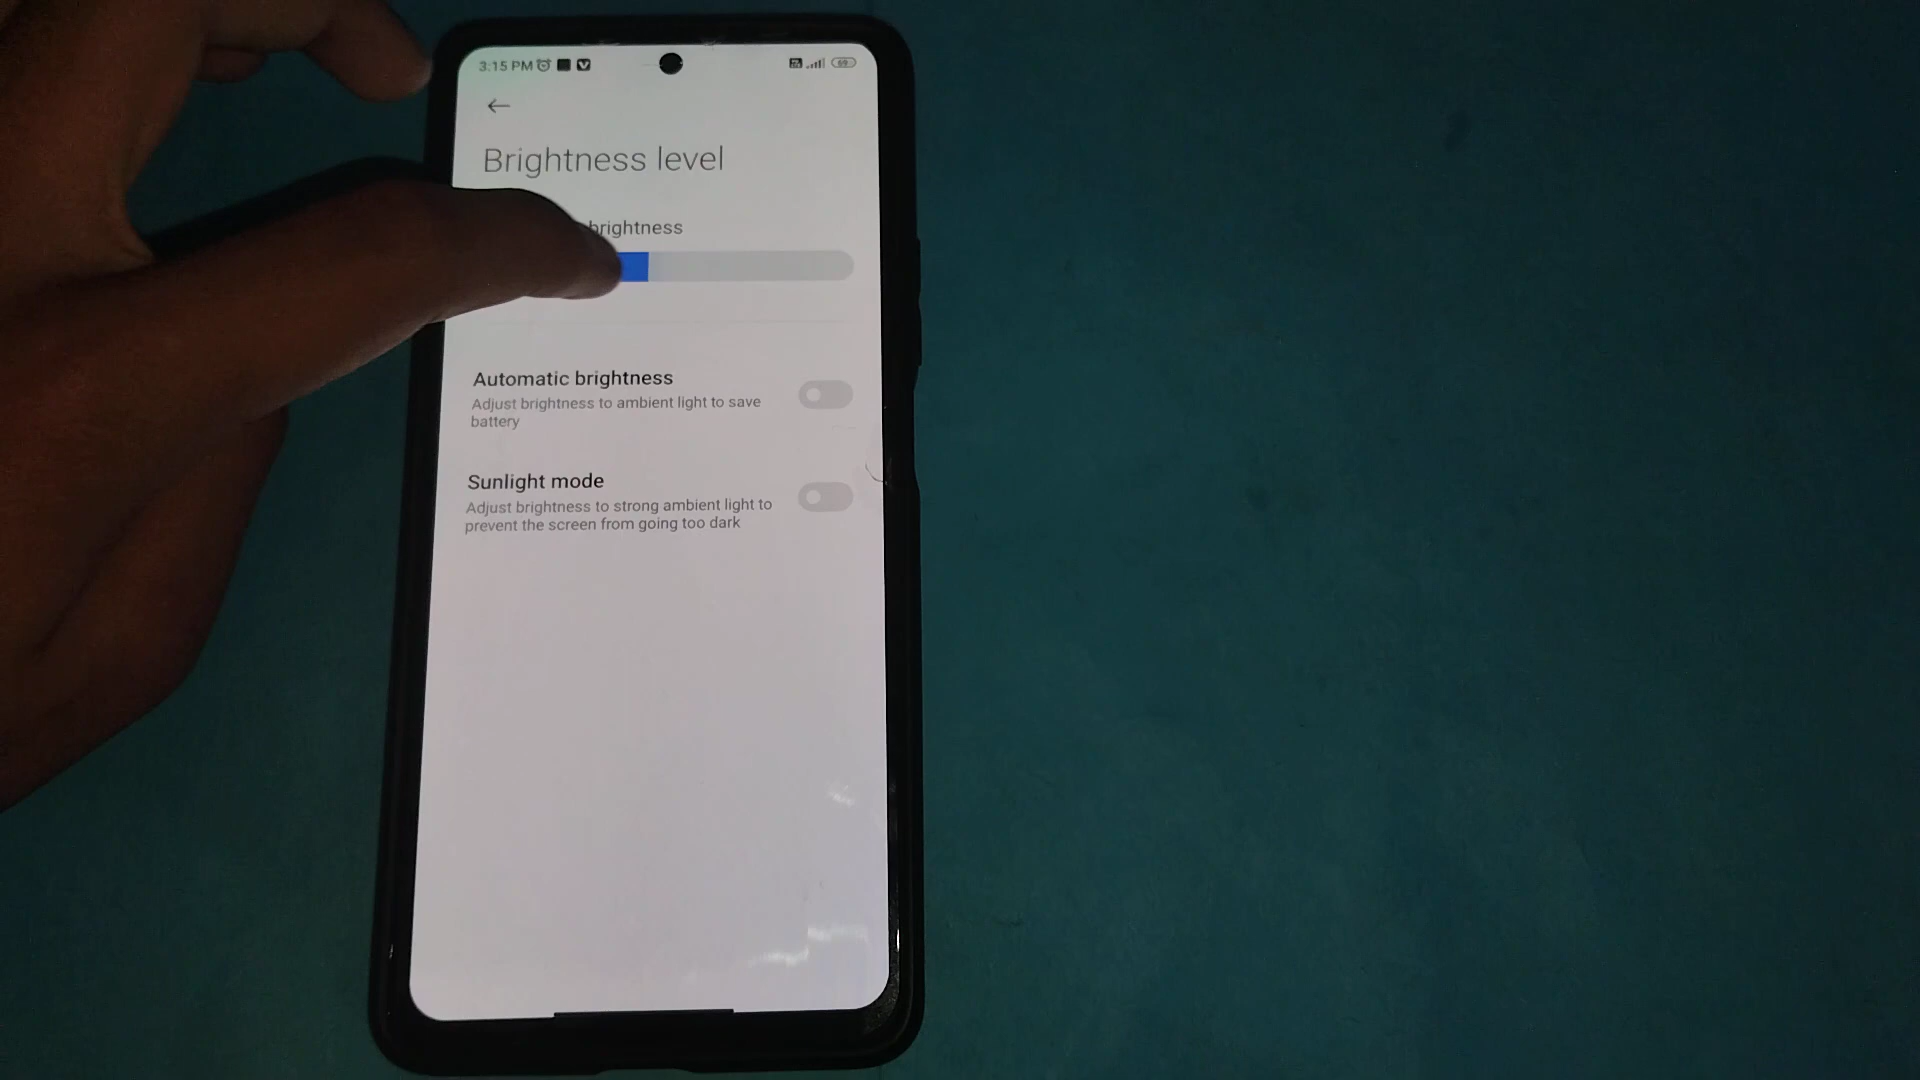 3:15 PM
69
Brightness level
brightness
Automatic brightness
Adjust brightness to ambient light to save
battery
Sunlight mode
Adjust brightness to strong ambient light to
prevent the screen from going too dark